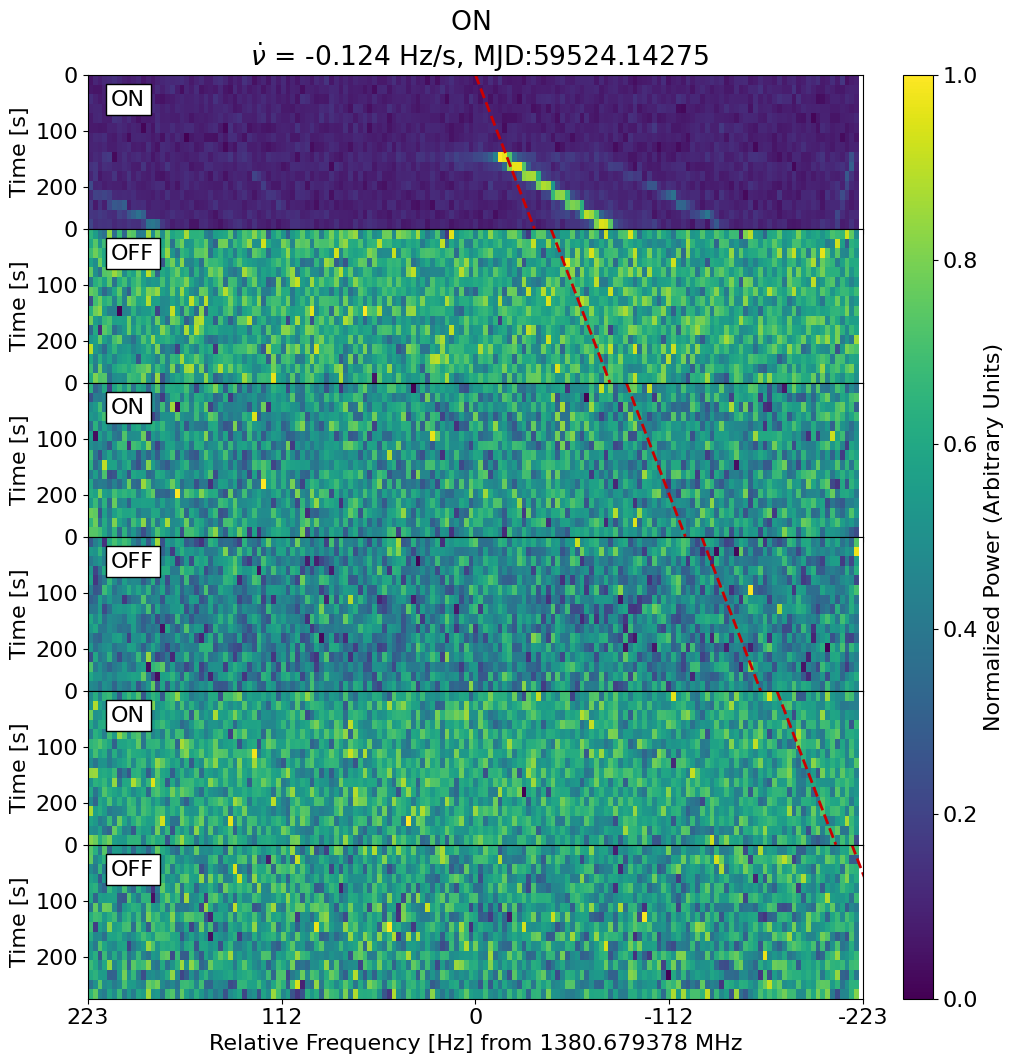 ON
ν̇ = -0.124 Hz/s, MJD:59524.14275
0
ON
100
200
Time [s]
0
OFF
100
200
Time [s]
0
ON
100
200
Time [s]
0
OFF
100
200
Time [s]
0
ON
100
200
Time [s]
0
OFF
100
200
Time [s]
223 112 0 -112 -223
Relative Frequency [Hz] from 1380.679378 MHz
1.0
0.8
0.6
0.4
0.2
0.0
Normalized Power (Arbitrary Units)